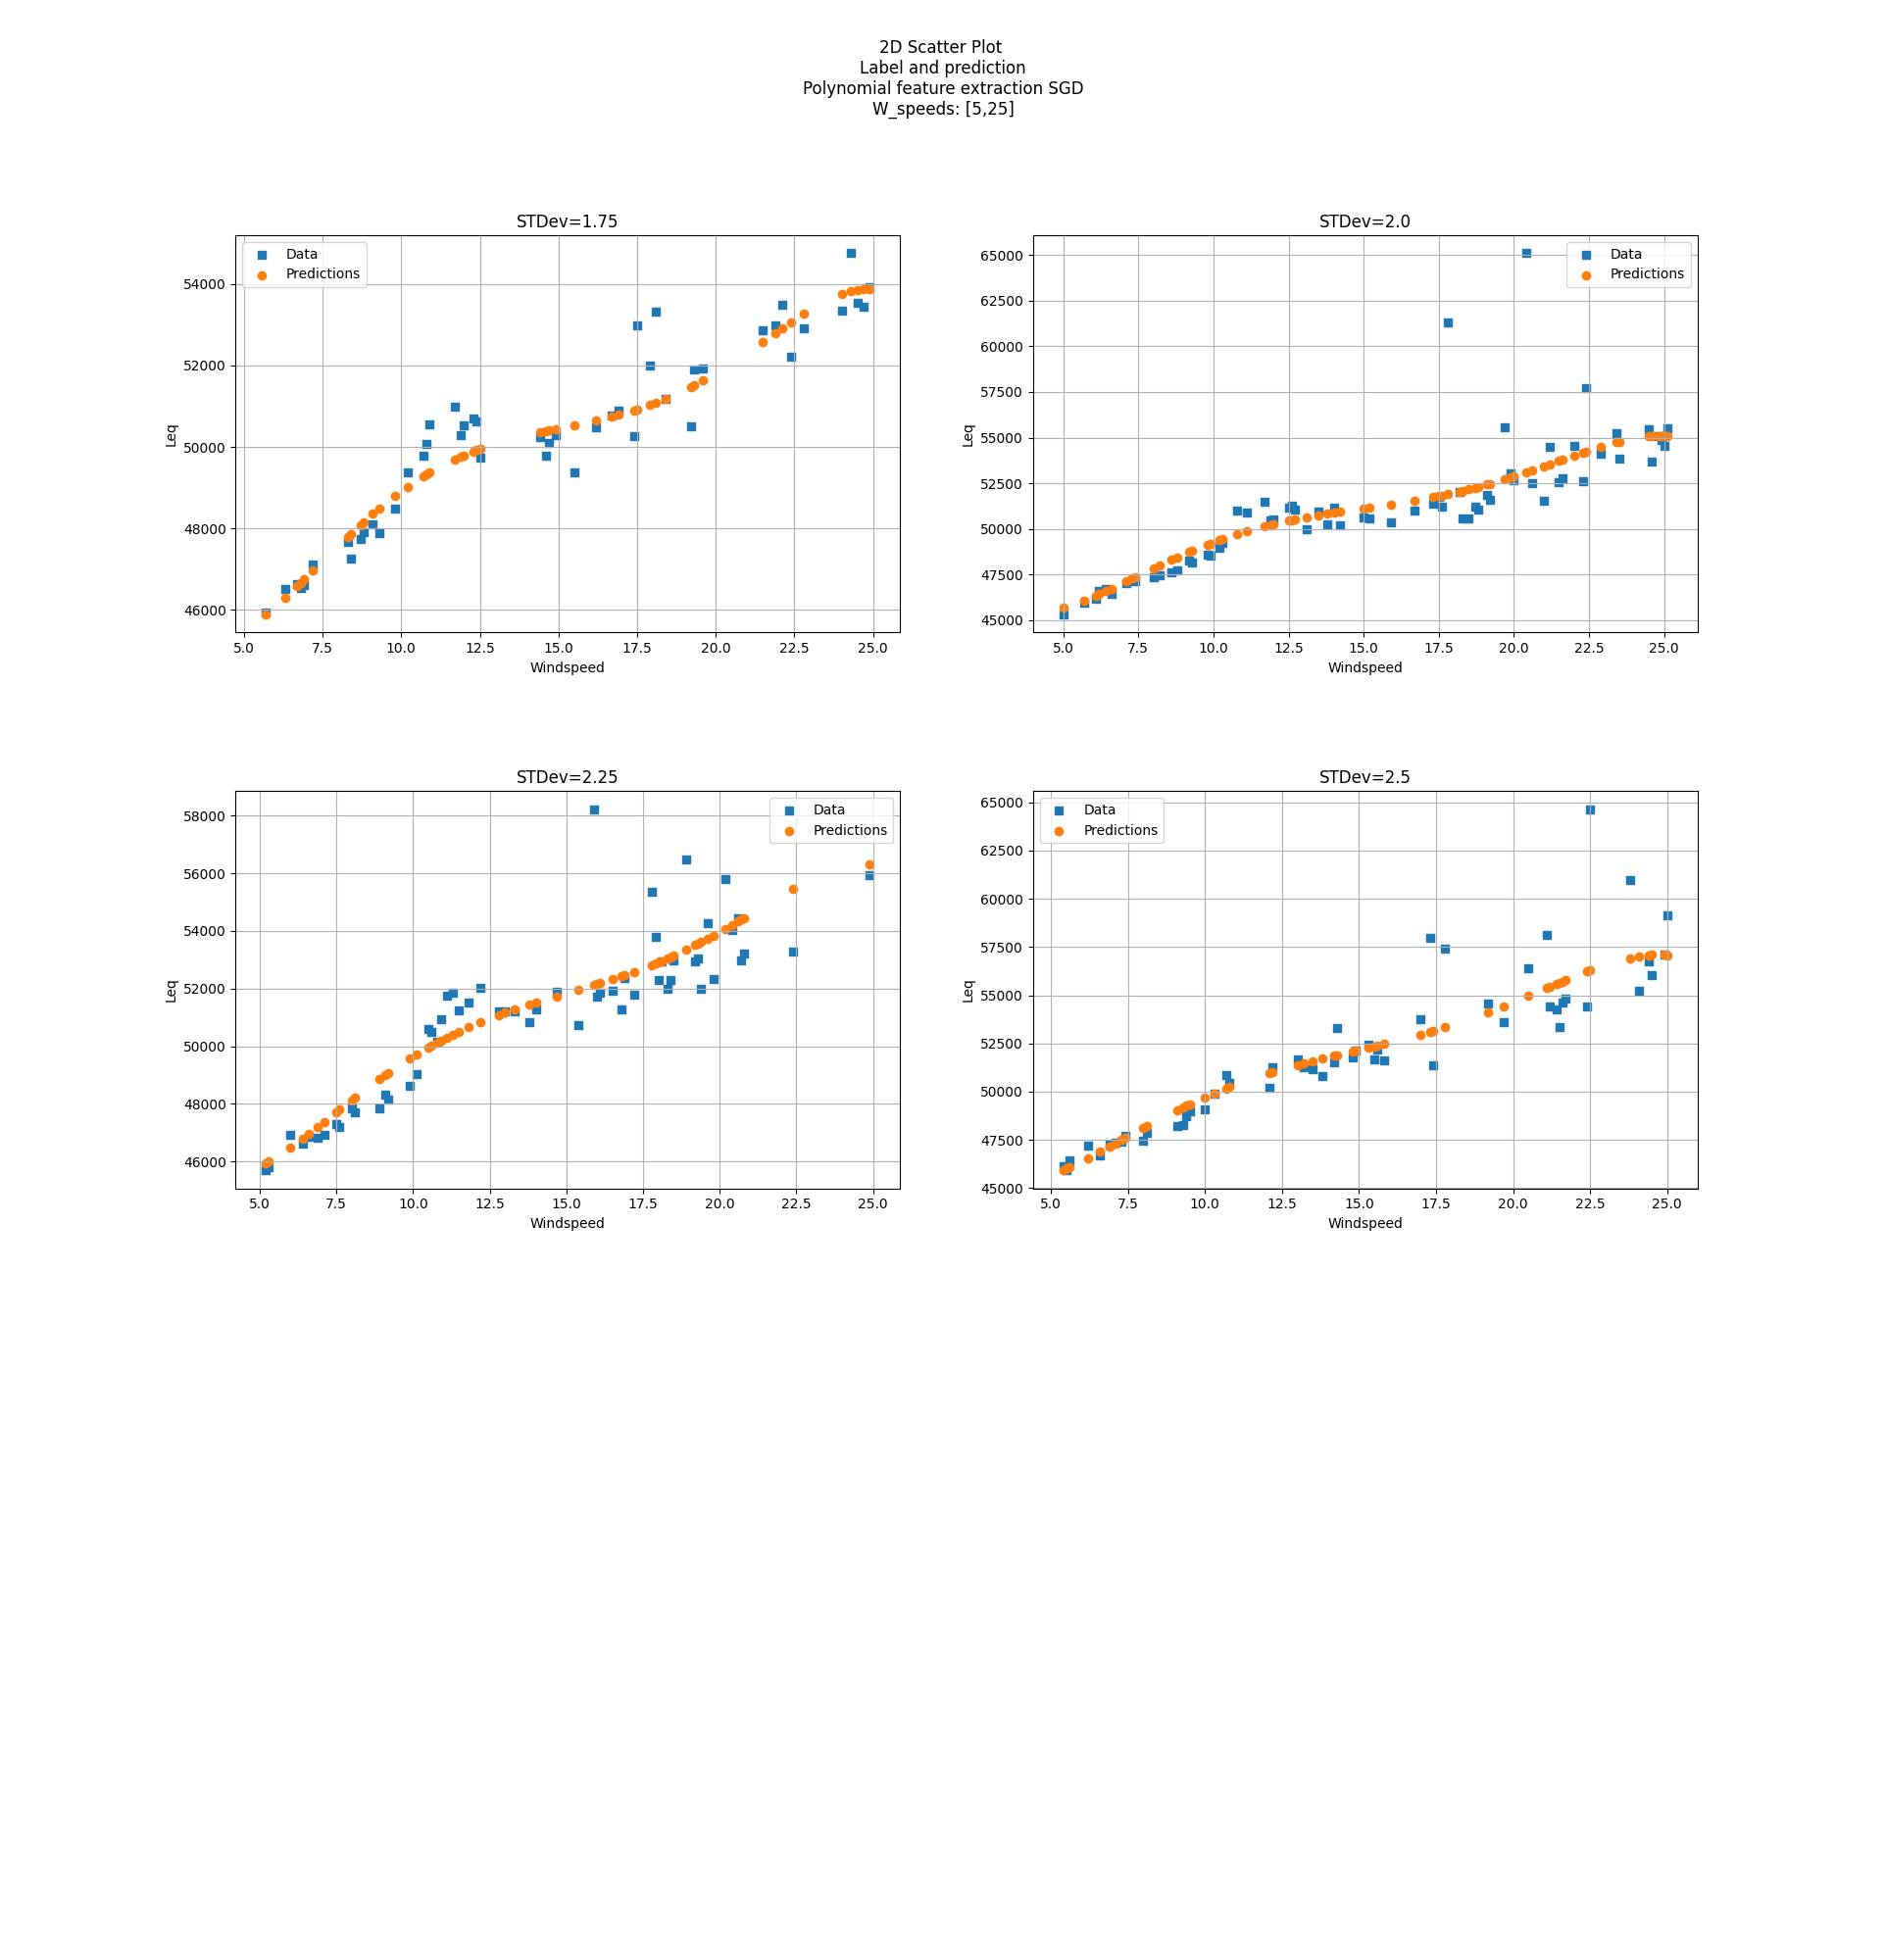 2D Scatter Plot
Label and prediction
Polynomial feature extraction SGD
W_speeds: [5,25]
STDev=1.75
Data
Predictions
54000
52000
50000
48000
46000
Leq
5.0 7.5 10.0 12.5 15.0 17.5 20.0 22.5 25.0
Windspeed
STDev=2.0
Data
Predictions
65000
62500
60000
57500
55000
52500
50000
47500
45000
Leq
5.0 7.5 10.0 12.5 15.0 17.5 20.0 22.5 25.0
Windspeed
STDev=2.25
Data
Predictions
58000
56000
54000
52000
50000
48000
46000
Leq
5.0 7.5 10.0 12.5 15.0 17.5 20.0 22.5 25.0
Windspeed
STDev=2.5
Data
Predictions
65000
62500
60000
57500
55000
52500
50000
47500
45000
Leq
5.0 7.5 10.0 12.5 15.0 17.5 20.0 22.5 25.0
Windspeed